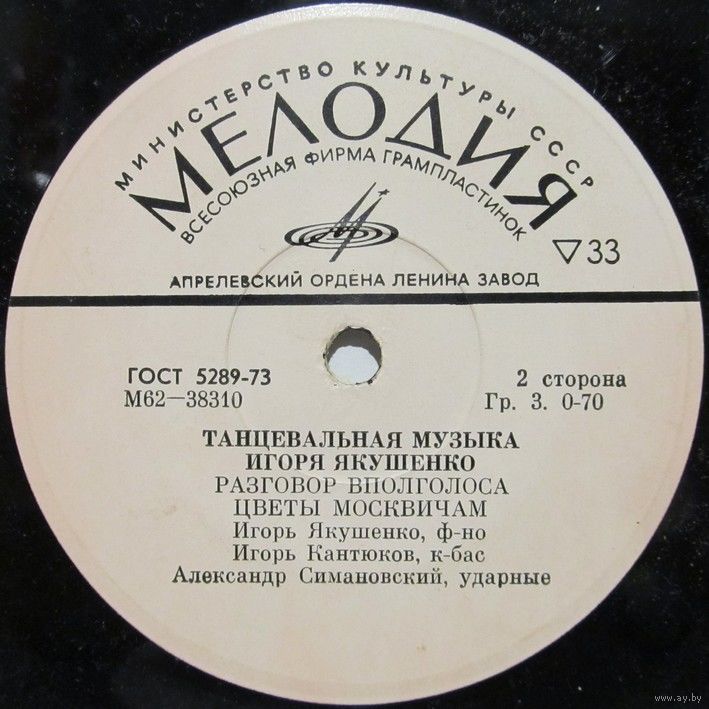 МИНИСТЕРСТВО КУЛЬТУРЫ СССР
МЕЛОДИЯ
ВСЕСОЮЗНАЯ ФИРМА ГРАМПЛАСТИНОК
▽33
АПРЕЛЕВСКИЙ ОРДЕНА ЛЕНИНА ЗАВОД
ГОСТ 5289-73
2 сторона
М62—38310
Гр. 3. 0-70
ТАНЦЕВАЛЬНАЯ МУЗЫКА
ИГОРЯ ЯКУШЕНКО
РАЗГОВОР ВПОЛГОЛОСА
ЦВЕТЫ МОСКВИЧАМ
Игорь Якушенко, ф-но
Игорь Кантюков, к-бас
Александр Симановский, ударные
www.ay.by